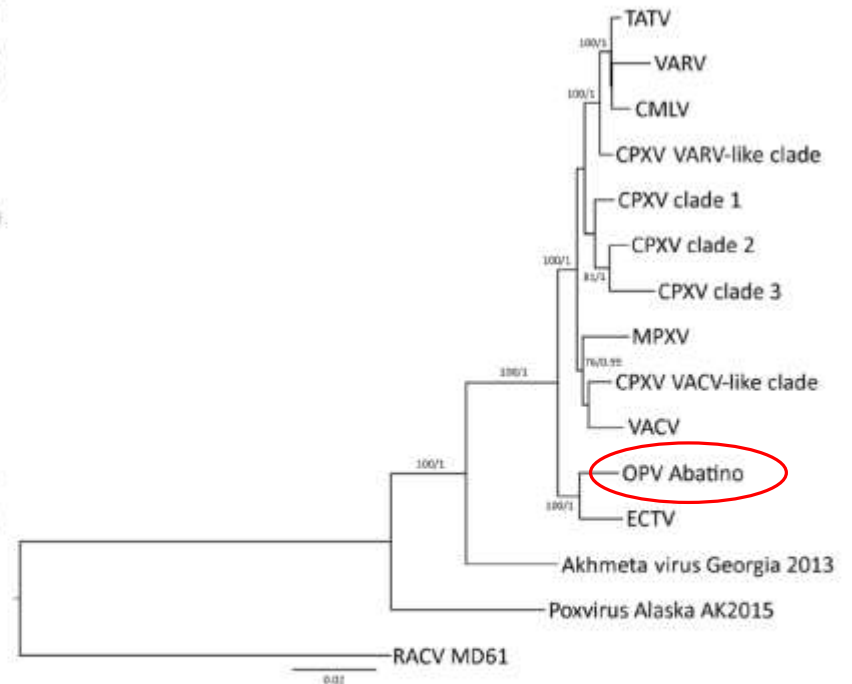 TATV
100/1
VARV
100/1
CMLV
CPXV VARV-like clade
CPXV clade 1
CPXV clade 2
100/1
81/1
CPXV clade 3
MPXV
76/0.99
100/1
CPXV VACV-like clade
VACV
100/1
OPV Abatino
100/1
ECTV
Akhmeta virus Georgia 2013
Poxvirus Alaska AK2015
RACV MD61
0.02